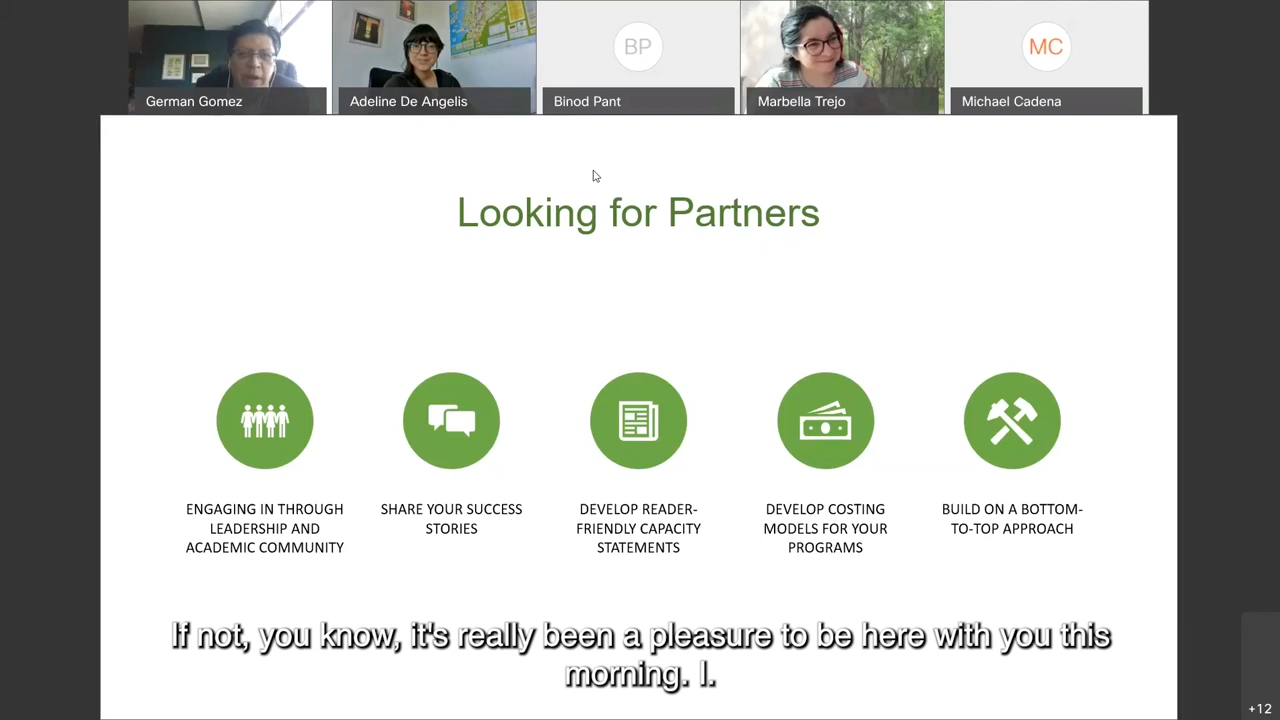 German Gomez
Adeline De Angelis
BP
Binod Pant
Marbella Trejo
MC
Michael Cadena
Looking for Partners
ENGAGING IN THROUGH
LEADERSHIP AND
ACADEMIC COMMUNITY
SHARE YOUR SUCCESS
STORIES
DEVELOP READER-
FRIENDLY CAPACITY
STATEMENTS
DEVELOP COSTING
MODELS FOR YOUR
PROGRAMS
BUILD ON A BOTTOM-
TO-TOP APPROACH
If not, you know, it's really been a pleasure to be here with you this
morning. I.
+12